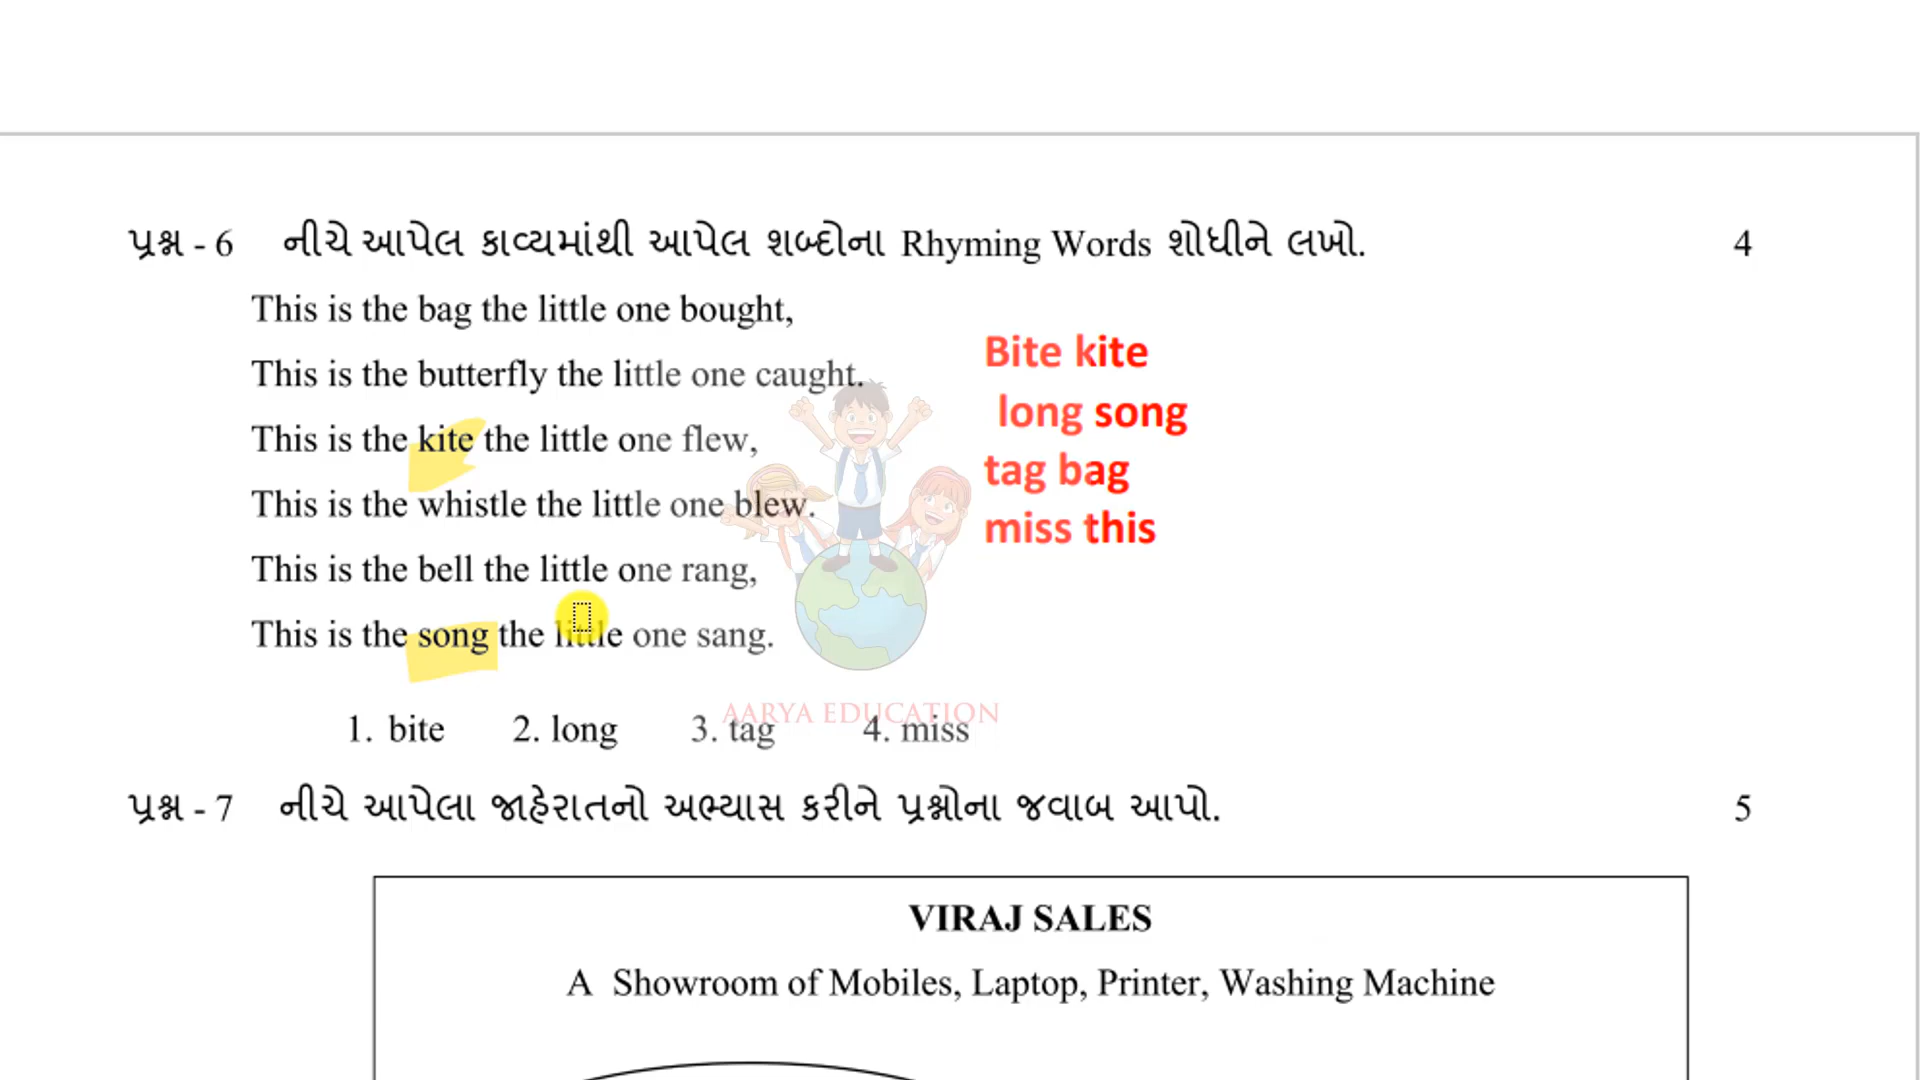 પ્રશ્ન - 6 નીચે આપેલ કાવ્યમાંથી આપેલ શબ્દોના Rhyming Words શોધીને લખો. 4
This is the bag the little one bought,
This is the butterfly the little one caught.
This is the kite the little one flew,
This is the whistle the little one blew.
This is the bell the little one rang,
This is the song the little one sang.
Bite kite
long song
tag bag
miss this
AARYA EDUCATION
1. bite 2. long 3. tag 4. miss
પ્રશ્ન - 7 નીચે આપેલા જાહેરાતનો અભ્યાસ કરીને પ્રશ્નોના જવાબ આપો. 5
VIRAJ SALES
A Showroom of Mobiles, Laptop, Printer, Washing Machine